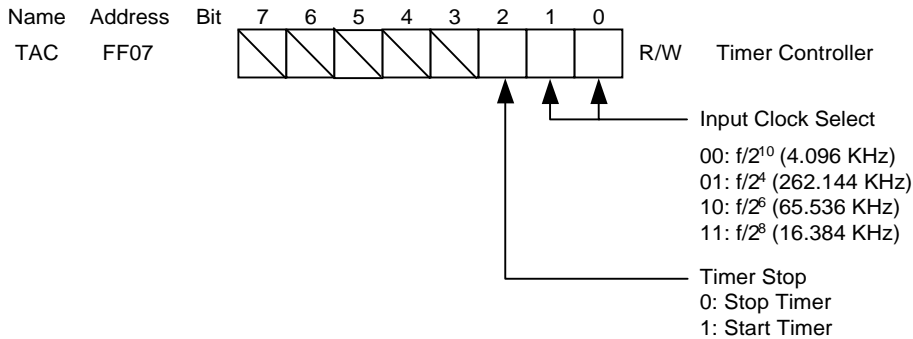 Name Address Bit 7 6 5 4 3 2 1 0
TAC FF07 R/W Timer Controller
Input Clock Select
00: f/2¹⁰ (4.096 KHz)
01: f/2⁴ (262.144 KHz)
10: f/2⁶ (65.536 KHz)
11: f/2⁸ (16.384 KHz)
Timer Stop
0: Stop Timer
1: Start Timer